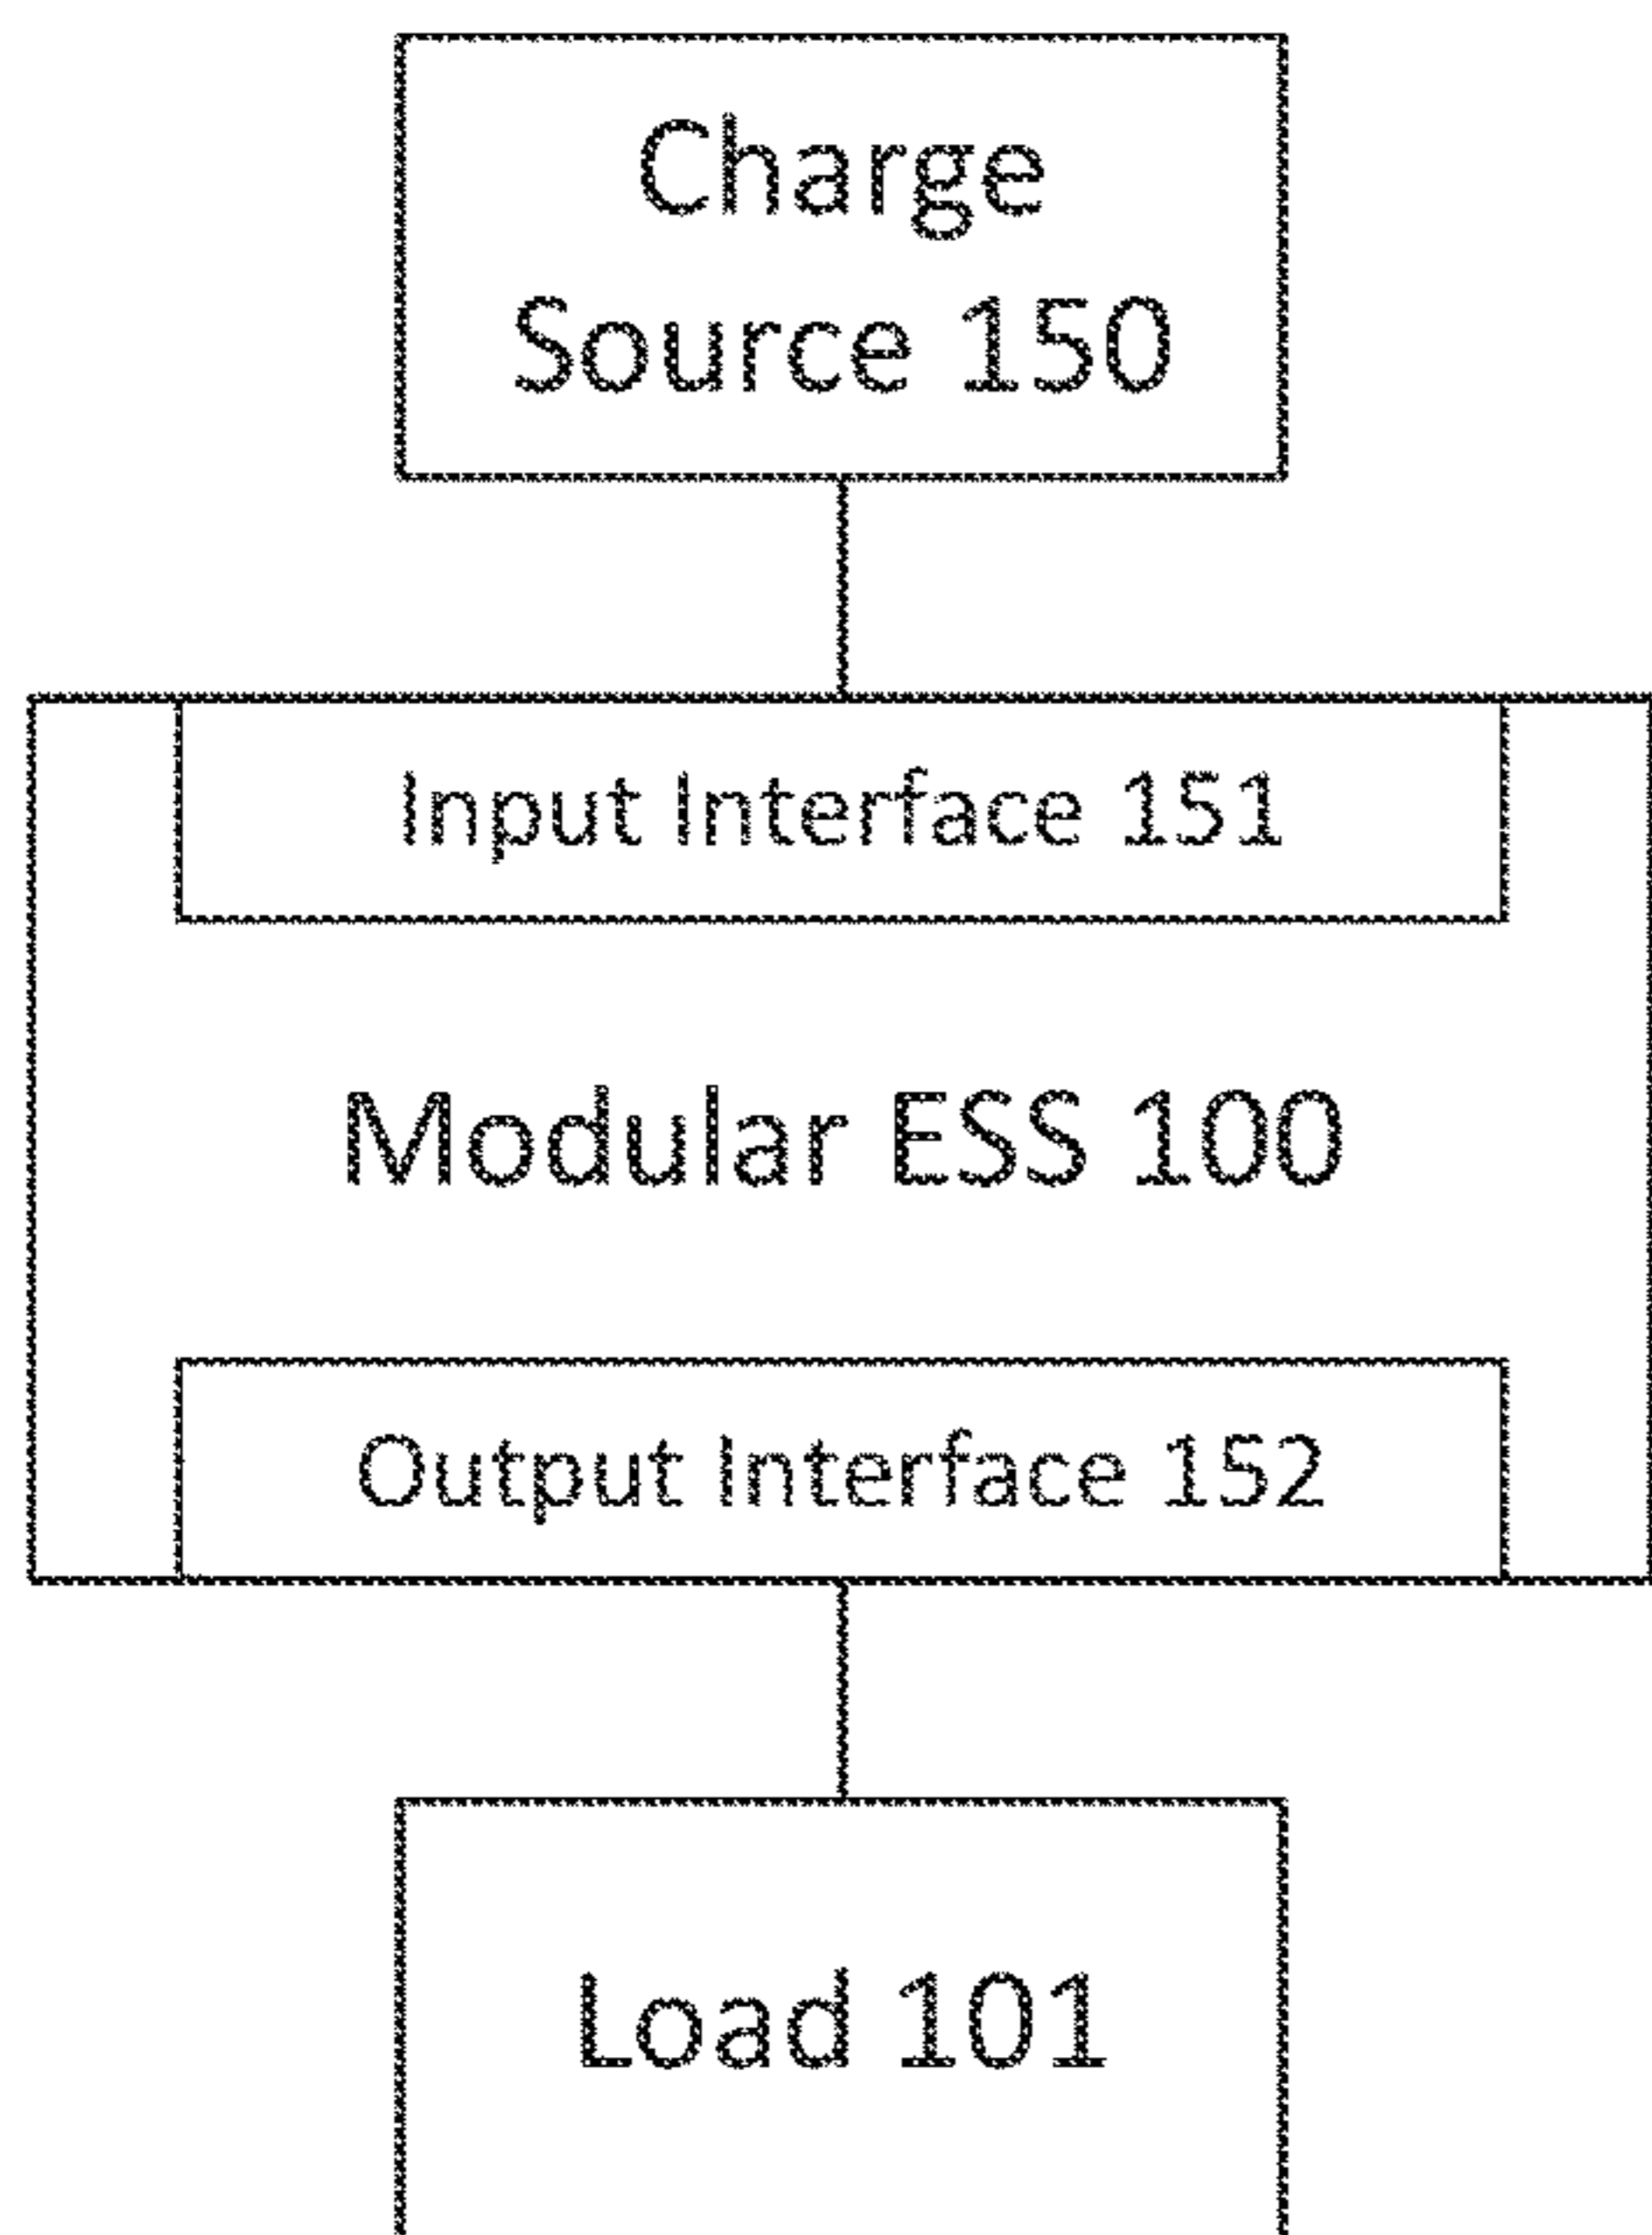 Charge
Source 150
Input Interface 151
Modular ESS 100
Output Interface 152
Load 101